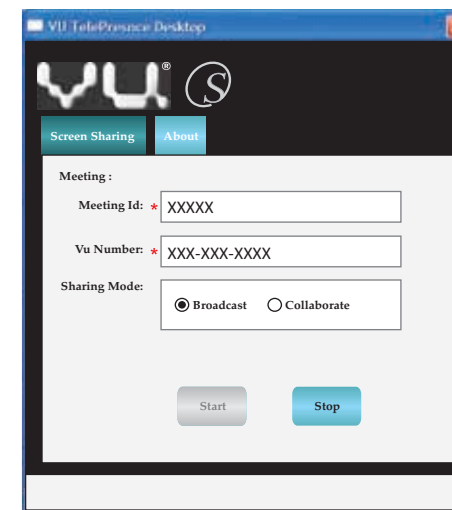 VU TelePresnce Desktop
VU® S
Screen Sharing About
Meeting :
Meeting Id: * XXXXX
Vu Number: * XXX-XXX-XXXX
Sharing Mode:
Broadcast Collaborate
Start Stop